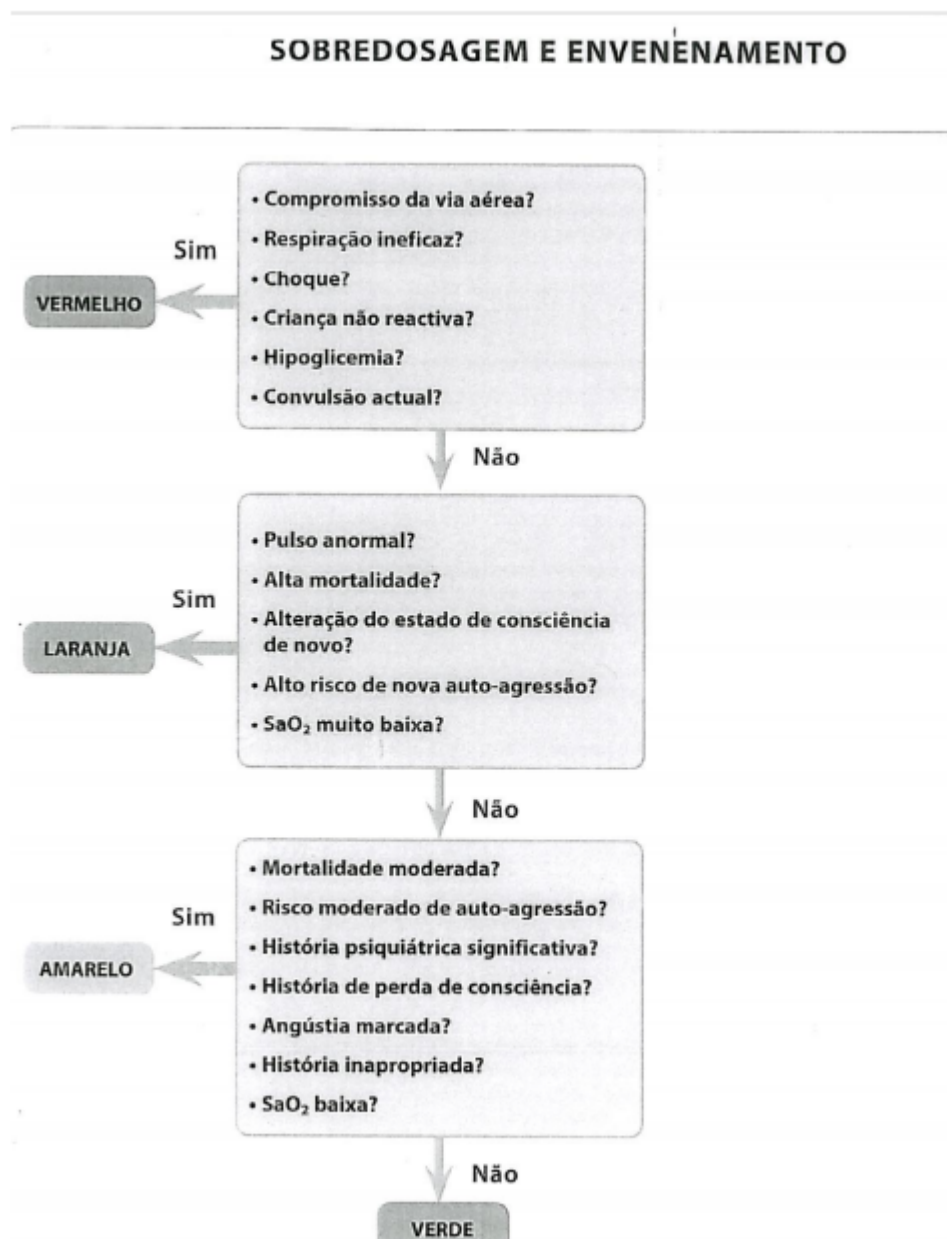 SOBREDOSAGEM E ENVENENAMENTO
• Compromisso da via aérea?
• Respiração ineficaz?
• Choque?
• Criança não reactiva?
• Hipoglicemia?
• Convulsão actual?
Sim
VERMELHO
Não
• Pulso anormal?
• Alta mortalidade?
• Alteração do estado de consciência
de novo?
• Alto risco de nova auto-agressão?
• SaO₂ muito baixa?
Sim
LARANJA
Não
• Mortalidade moderada?
• Risco moderado de auto-agressão?
• História psiquiátrica significativa?
• História de perda de consciência?
• Angústia marcada?
• História inapropriada?
• SaO₂ baixa?
Sim
AMARELO
Não
VERDE